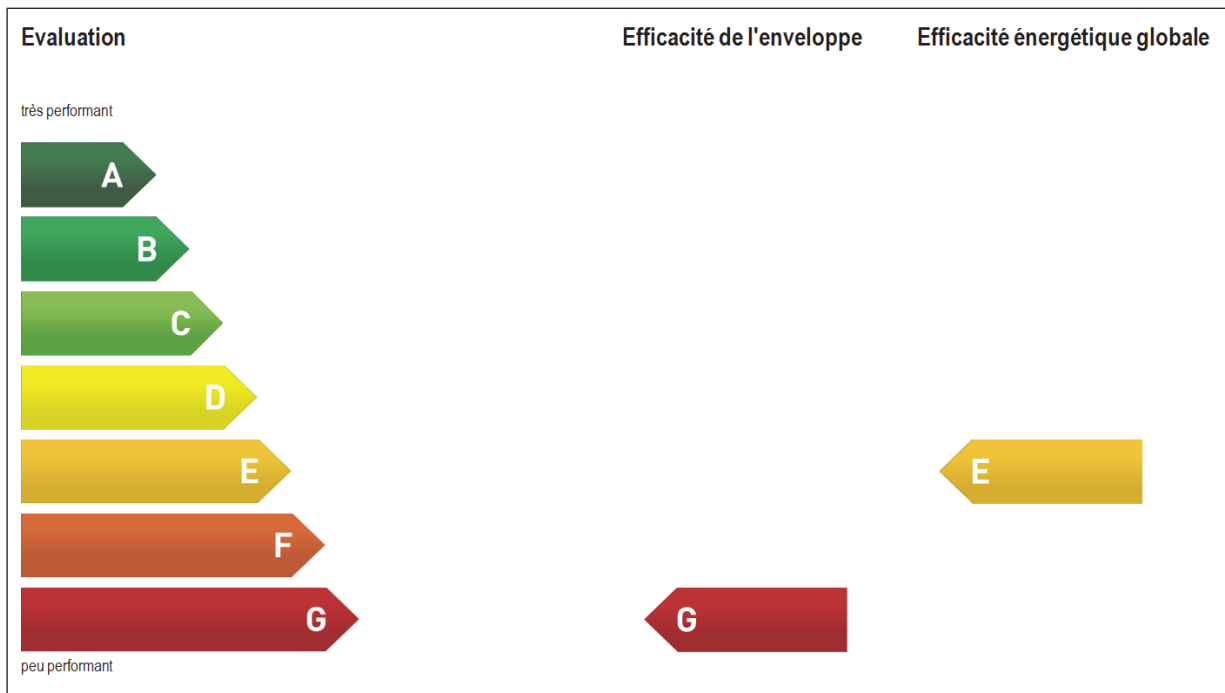 Evaluation Efficacité de l'enveloppe Efficacité énergétique globale
très performant
A
B
C
D
E E
F
G G
peu performant